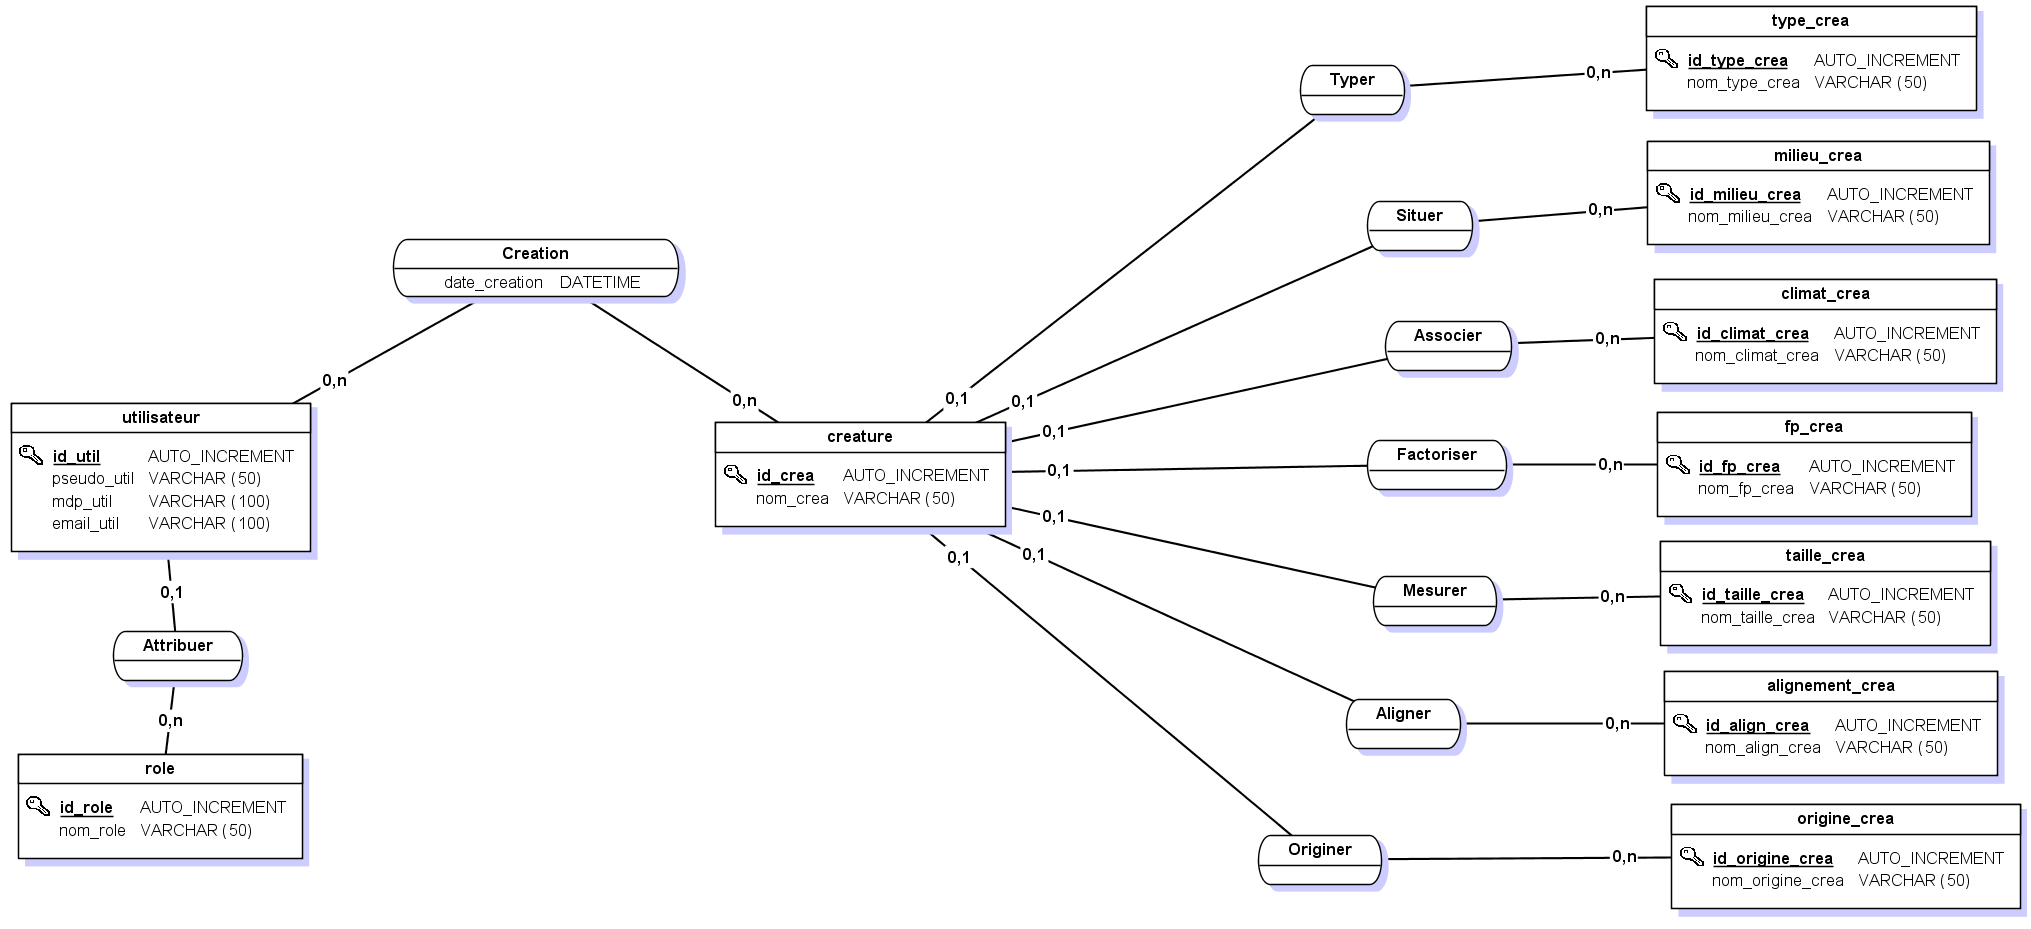 type_crea
id_type_crea AUTO_INCREMENT
nom_type_crea VARCHAR (50)
Typer
0,n
milieu_crea
id_milieu_crea AUTO_INCREMENT
nom_milieu_crea VARCHAR (50)
Situer
0,n
Creation
date_creation DATETIME
climat_crea
id_climat_crea AUTO_INCREMENT
nom_climat_crea VARCHAR (50)
Associer
0,n
0,n
0,n
0,1
0,1
0,1
0,1
0,1
0,1
0,1
utilisateur
id_util AUTO_INCREMENT
pseudo_util VARCHAR (50)
mdp_util VARCHAR (100)
email_util VARCHAR (100)
creature
id_crea AUTO_INCREMENT
nom_crea VARCHAR (50)
fp_crea
id_fp_crea AUTO_INCREMENT
nom_fp_crea VARCHAR (50)
Factoriser
0,n
taille_crea
id_taille_crea AUTO_INCREMENT
nom_taille_crea VARCHAR (50)
Mesurer
0,n
0,1
Attribuer
0,n
alignement_crea
id_align_crea AUTO_INCREMENT
nom_align_crea VARCHAR (50)
Aligner
0,n
role
id_role AUTO_INCREMENT
nom_role VARCHAR (50)
origine_crea
id_origine_crea AUTO_INCREMENT
nom_origine_crea VARCHAR (50)
Originer
0,n